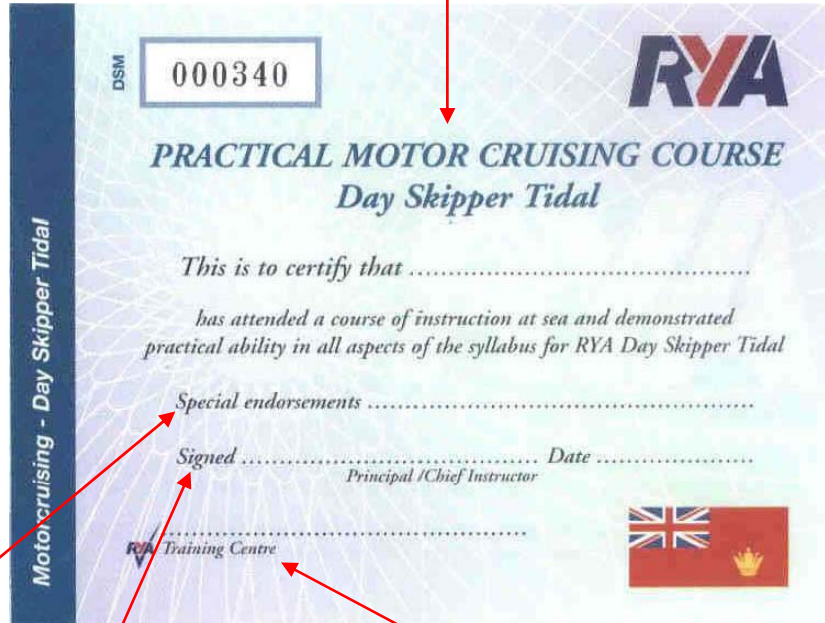 DSM
000340
RYA
PRACTICAL MOTOR CRUISING COURSE
Day Skipper Tidal
This is to certify that ..........................................
has attended a course of instruction at sea and demonstrated
practical ability in all aspects of the syllabus for RYA Day Skipper Tidal
Special endorsements ................................................
Signed ..................................... Date ....................
Principal /Chief Instructor
................................................
RYA Training Centre
Motorcruising - Day Skipper Tidal